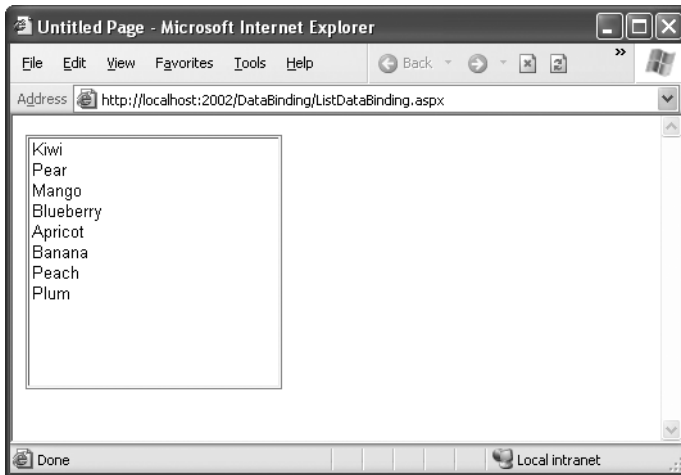 Untitled Page - Microsoft Internet Explorer
File Edit View Favorites Tools Help Back »
Address http://localhost:2002/DataBinding/ListDataBinding.aspx
Kiwi
Pear
Mango
Blueberry
Apricot
Banana
Peach
Plum
Done Local intranet